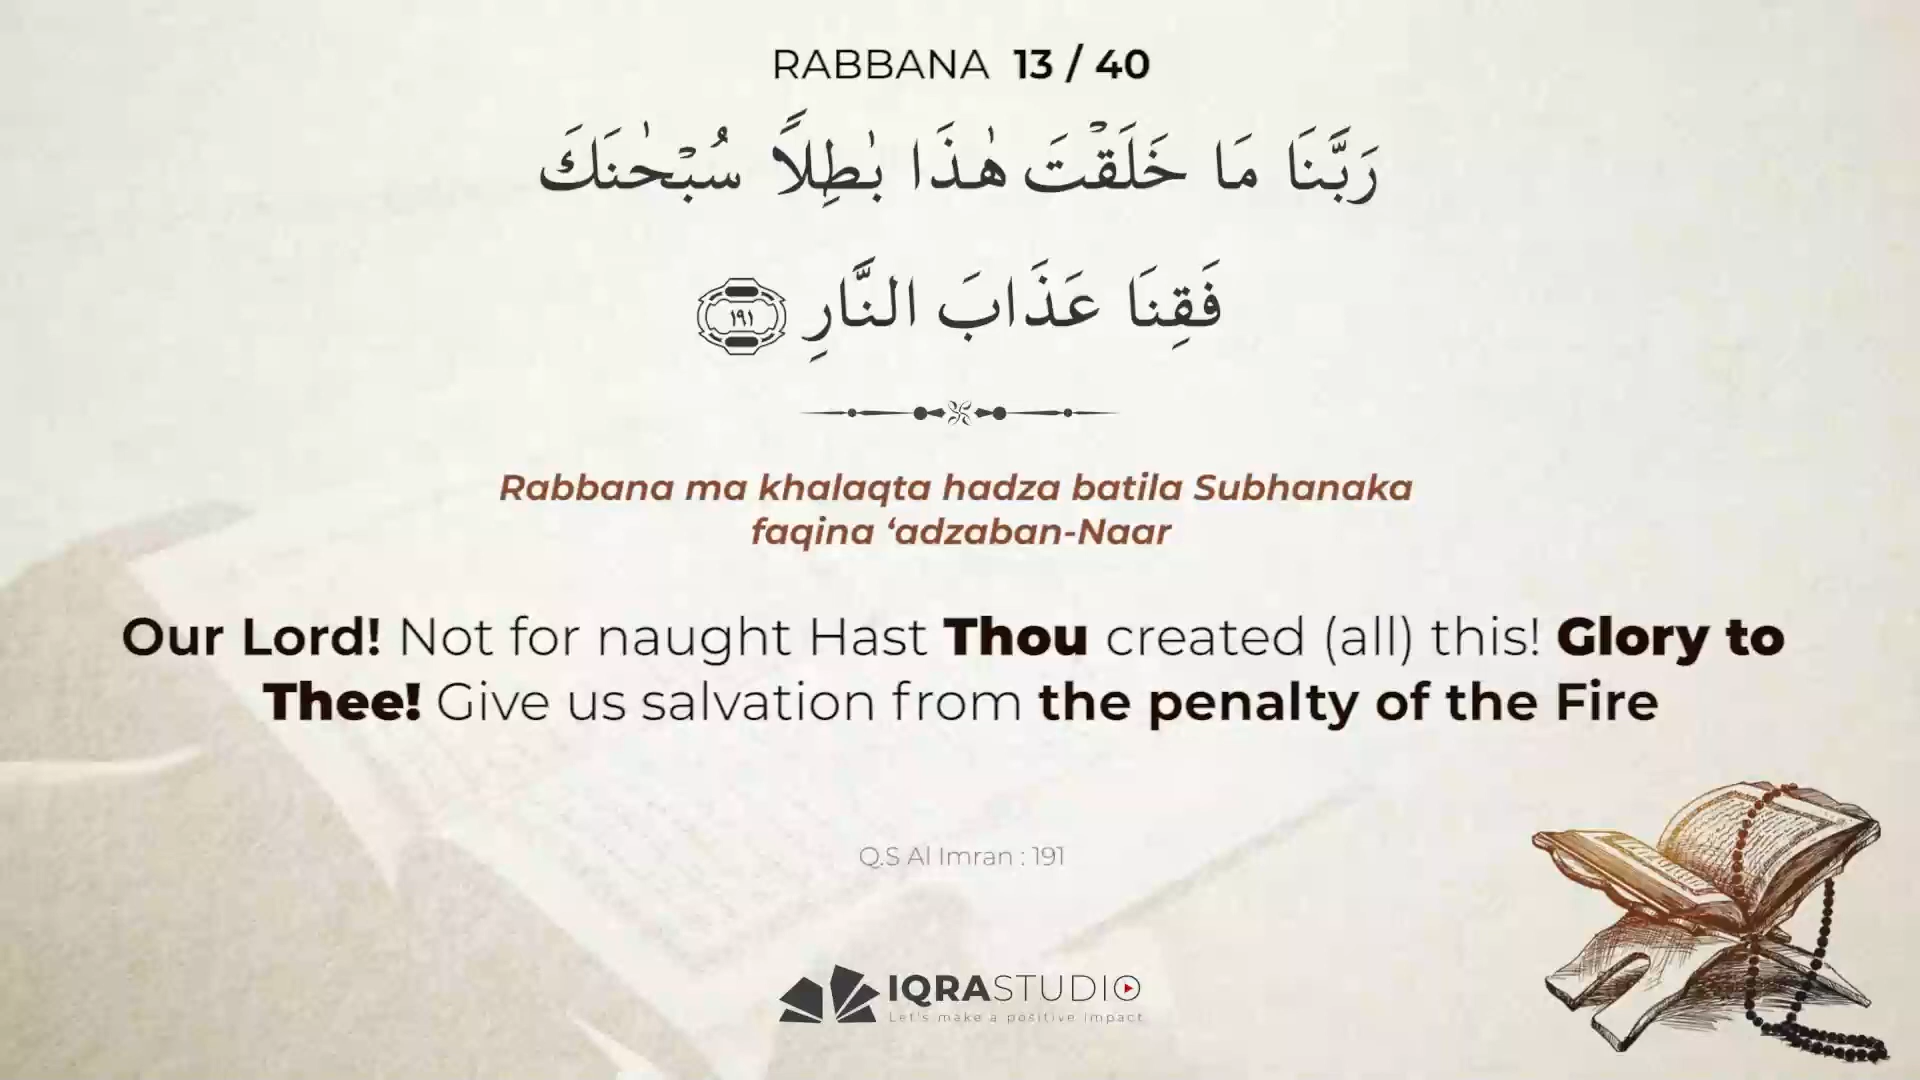 RABBANA 13 / 40
رَبَّنَا مَا خَلَقْتَ هٰذَا بٰطِلاً سُبْحٰنَكَ
فَقِنَا عَذَابَ النَّارِ ١٩١
Rabbana ma khalaqta hadza batila Subhanaka
faqina ‘adzaban-Naar
Our Lord! Not for naught Hast Thou created (all) this! Glory to
Thee! Give us salvation from the penalty of the Fire
Q.S Al Imran : 191
IQRASTUDIO
Let's make a positive impact